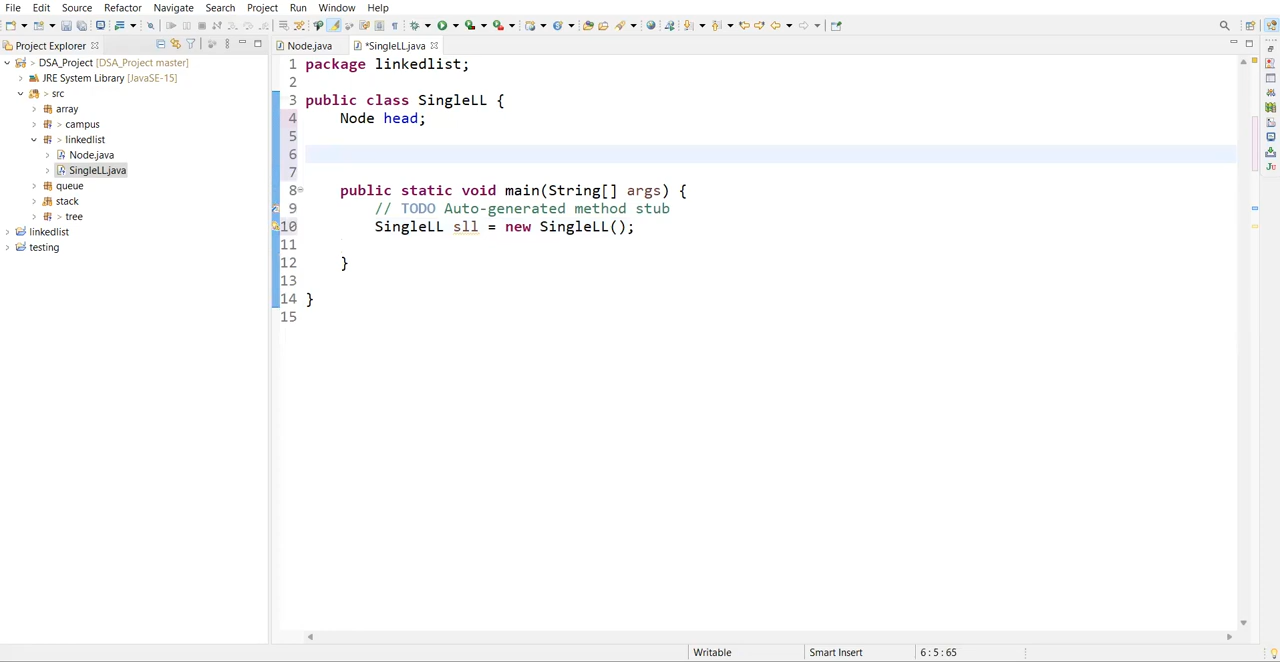 File Edit Source Refactor Navigate Search Project Run Window Help
Project Explorer
Node.java *SingleLL.java
DSA_Project [DSA_Project master]
JRE System Library [JavaSE-15]
> src
array
> campus
> linkedlist
Node.java
SingleLL.java
queue
stack
> tree
linkedlist
testing
1 package linkedlist;
2
3 public class SingleLL {
4 Node head;
5
6
7
8 public static void main(String[] args) {
9 // TODO Auto-generated method stub
10 SingleLL sll = new SingleLL();
11
12 }
13
14 }
15
Writable Smart Insert 6 : 5 : 65